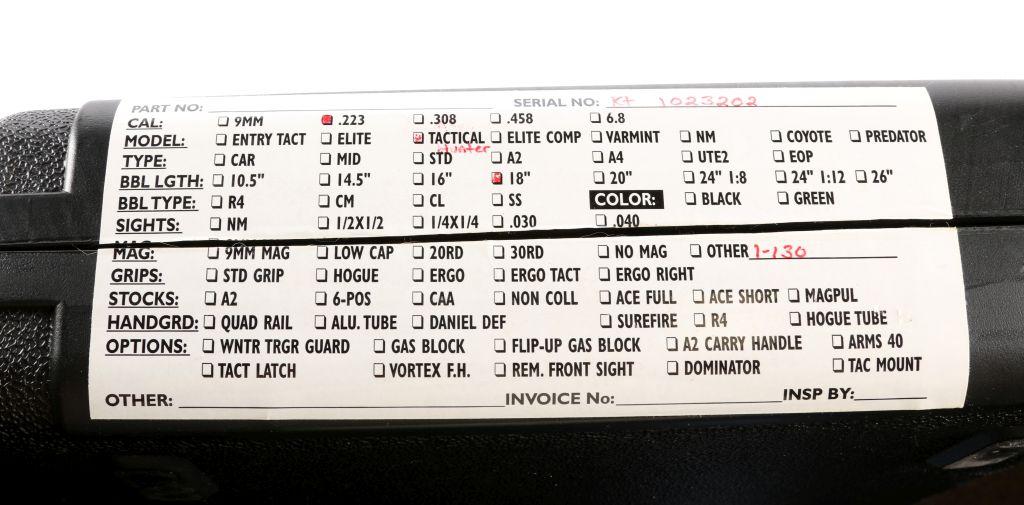 PART NO: SERIAL NO: Kt 1023202
CAL: 9MM .223 .308 .458 6.8
MODEL: ENTRY TACT ELITE TACTICAL ELITE COMP VARMINT NM COYOTE PREDATOR
Hunter
TYPE: CAR MID STD A2 A4 UTE2 EOP
BBL LGTH: 10.5" 14.5" 16" 18" 20" 24" 1:8 24" 1:12 26"
BBL TYPE: R4 CM CL SS COLOR: BLACK GREEN
SIGHTS: NM 1/2X1/2 1/4X1/4 .030 .040
MAG: 9MM MAG LOW CAP 20RD 30RD NO MAG OTHER 1-130
GRIPS: STD GRIP HOGUE ERGO ERGO TACT ERGO RIGHT
STOCKS: A2 6-POS CAA NON COLL ACE FULL ACE SHORT MAGPUL
HANDGRD: QUAD RAIL ALU. TUBE DANIEL DEF SUREFIRE R4 HOGUE TUBE
OPTIONS: WNTR TRGR GUARD GAS BLOCK FLIP-UP GAS BLOCK A2 CARRY HANDLE ARMS 40
TACT LATCH VORTEX F.H. REM. FRONT SIGHT DOMINATOR TAC MOUNT
OTHER: INVOICE No: INSP BY: